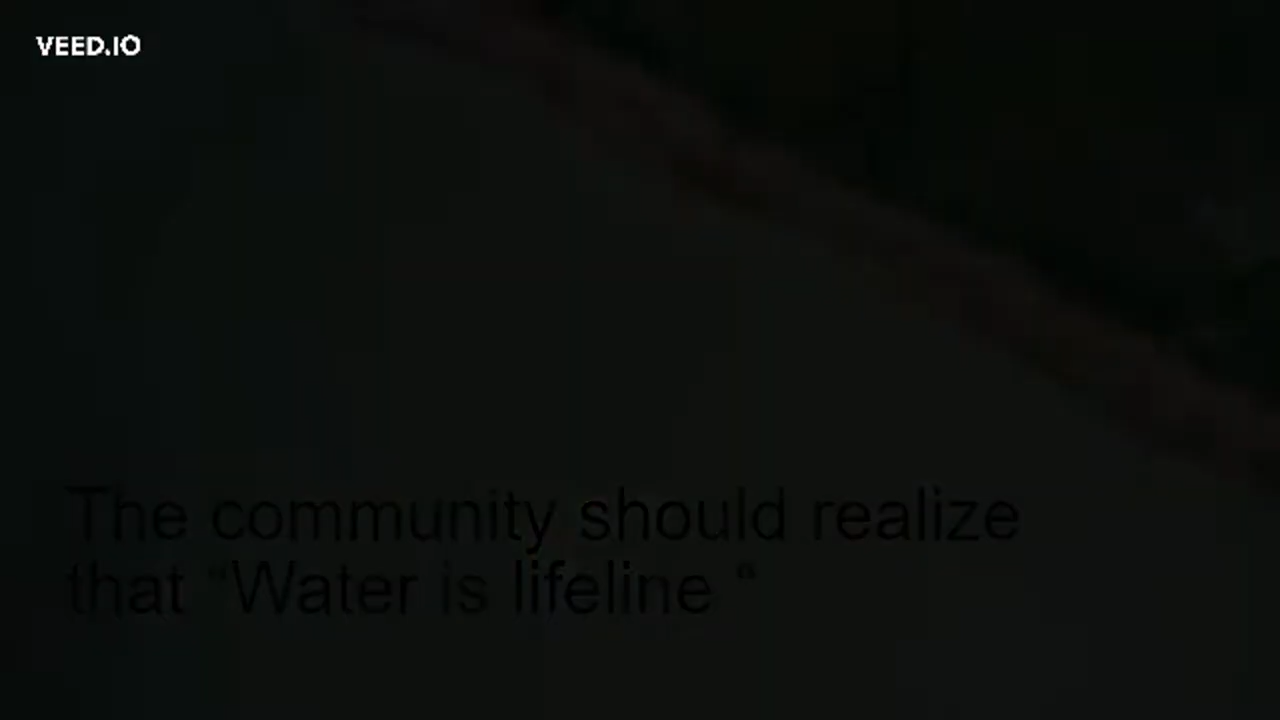 VEED.IO
The community should realize
that “Water is lifeline “